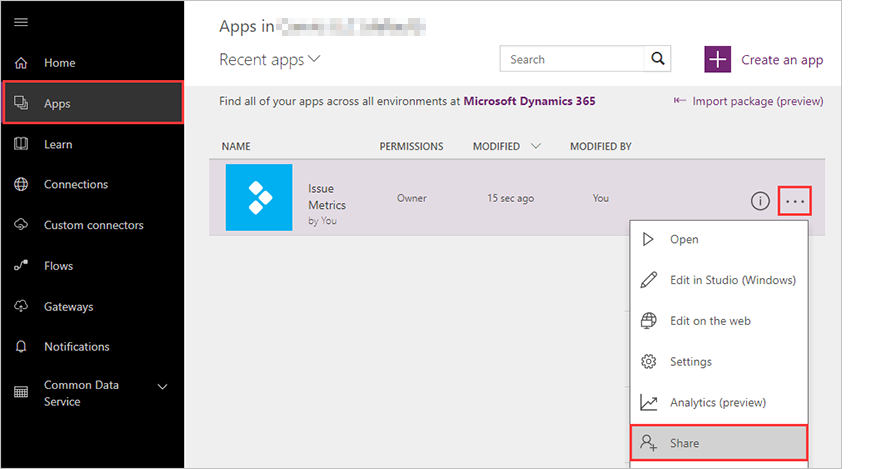 Apps in
Recent apps
Search
Create an app
Find all of your apps across all environments at Microsoft Dynamics 365
Import package (preview)
Home
Apps
Learn
Connections
Custom connectors
Flows
Gateways
Notifications
Common Data
Service
NAME PERMISSIONS MODIFIED MODIFIED BY
Issue
Metrics
by You
Owner
15 sec ago
You
Open
Edit in Studio (Windows)
Edit on the web
Settings
Analytics (preview)
Share